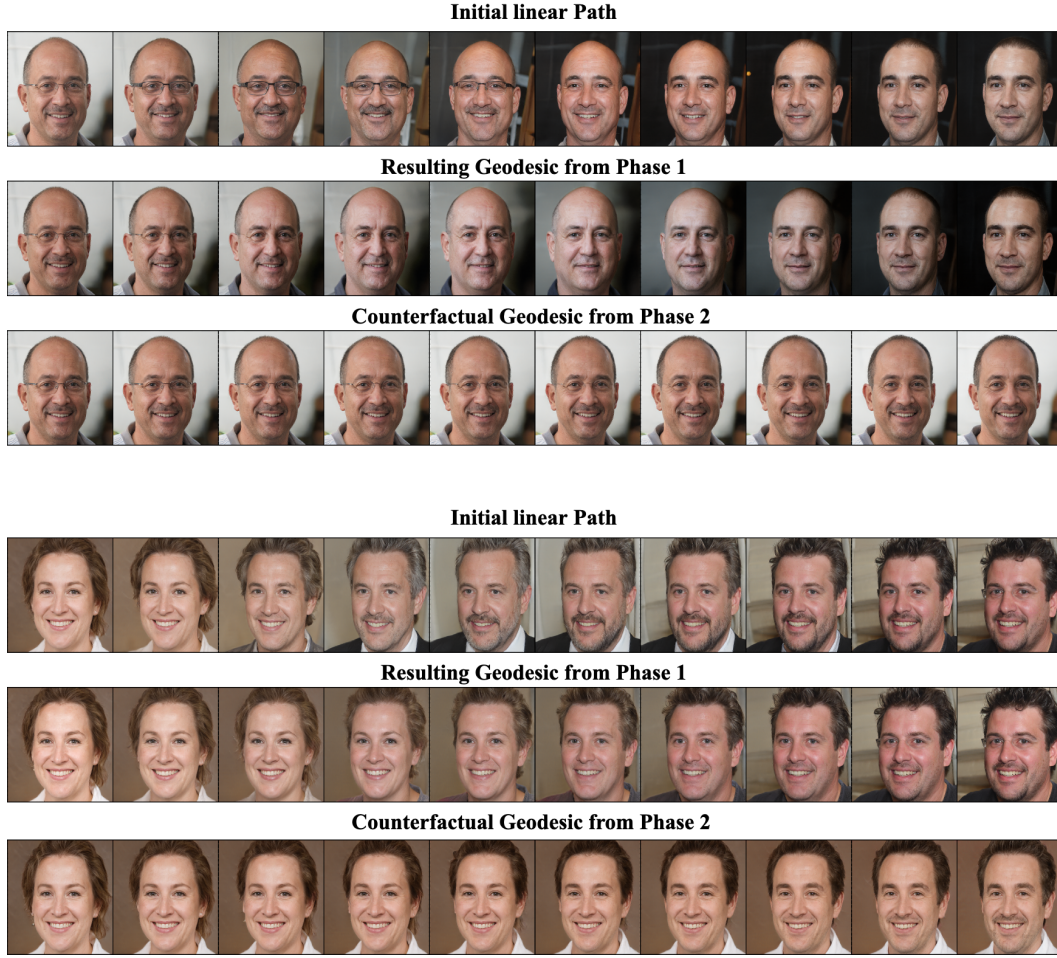 Initial linear Path
Resulting Geodesic from Phase 1
Counterfactual Geodesic from Phase 2
Initial linear Path
Resulting Geodesic from Phase 1
Counterfactual Geodesic from Phase 2